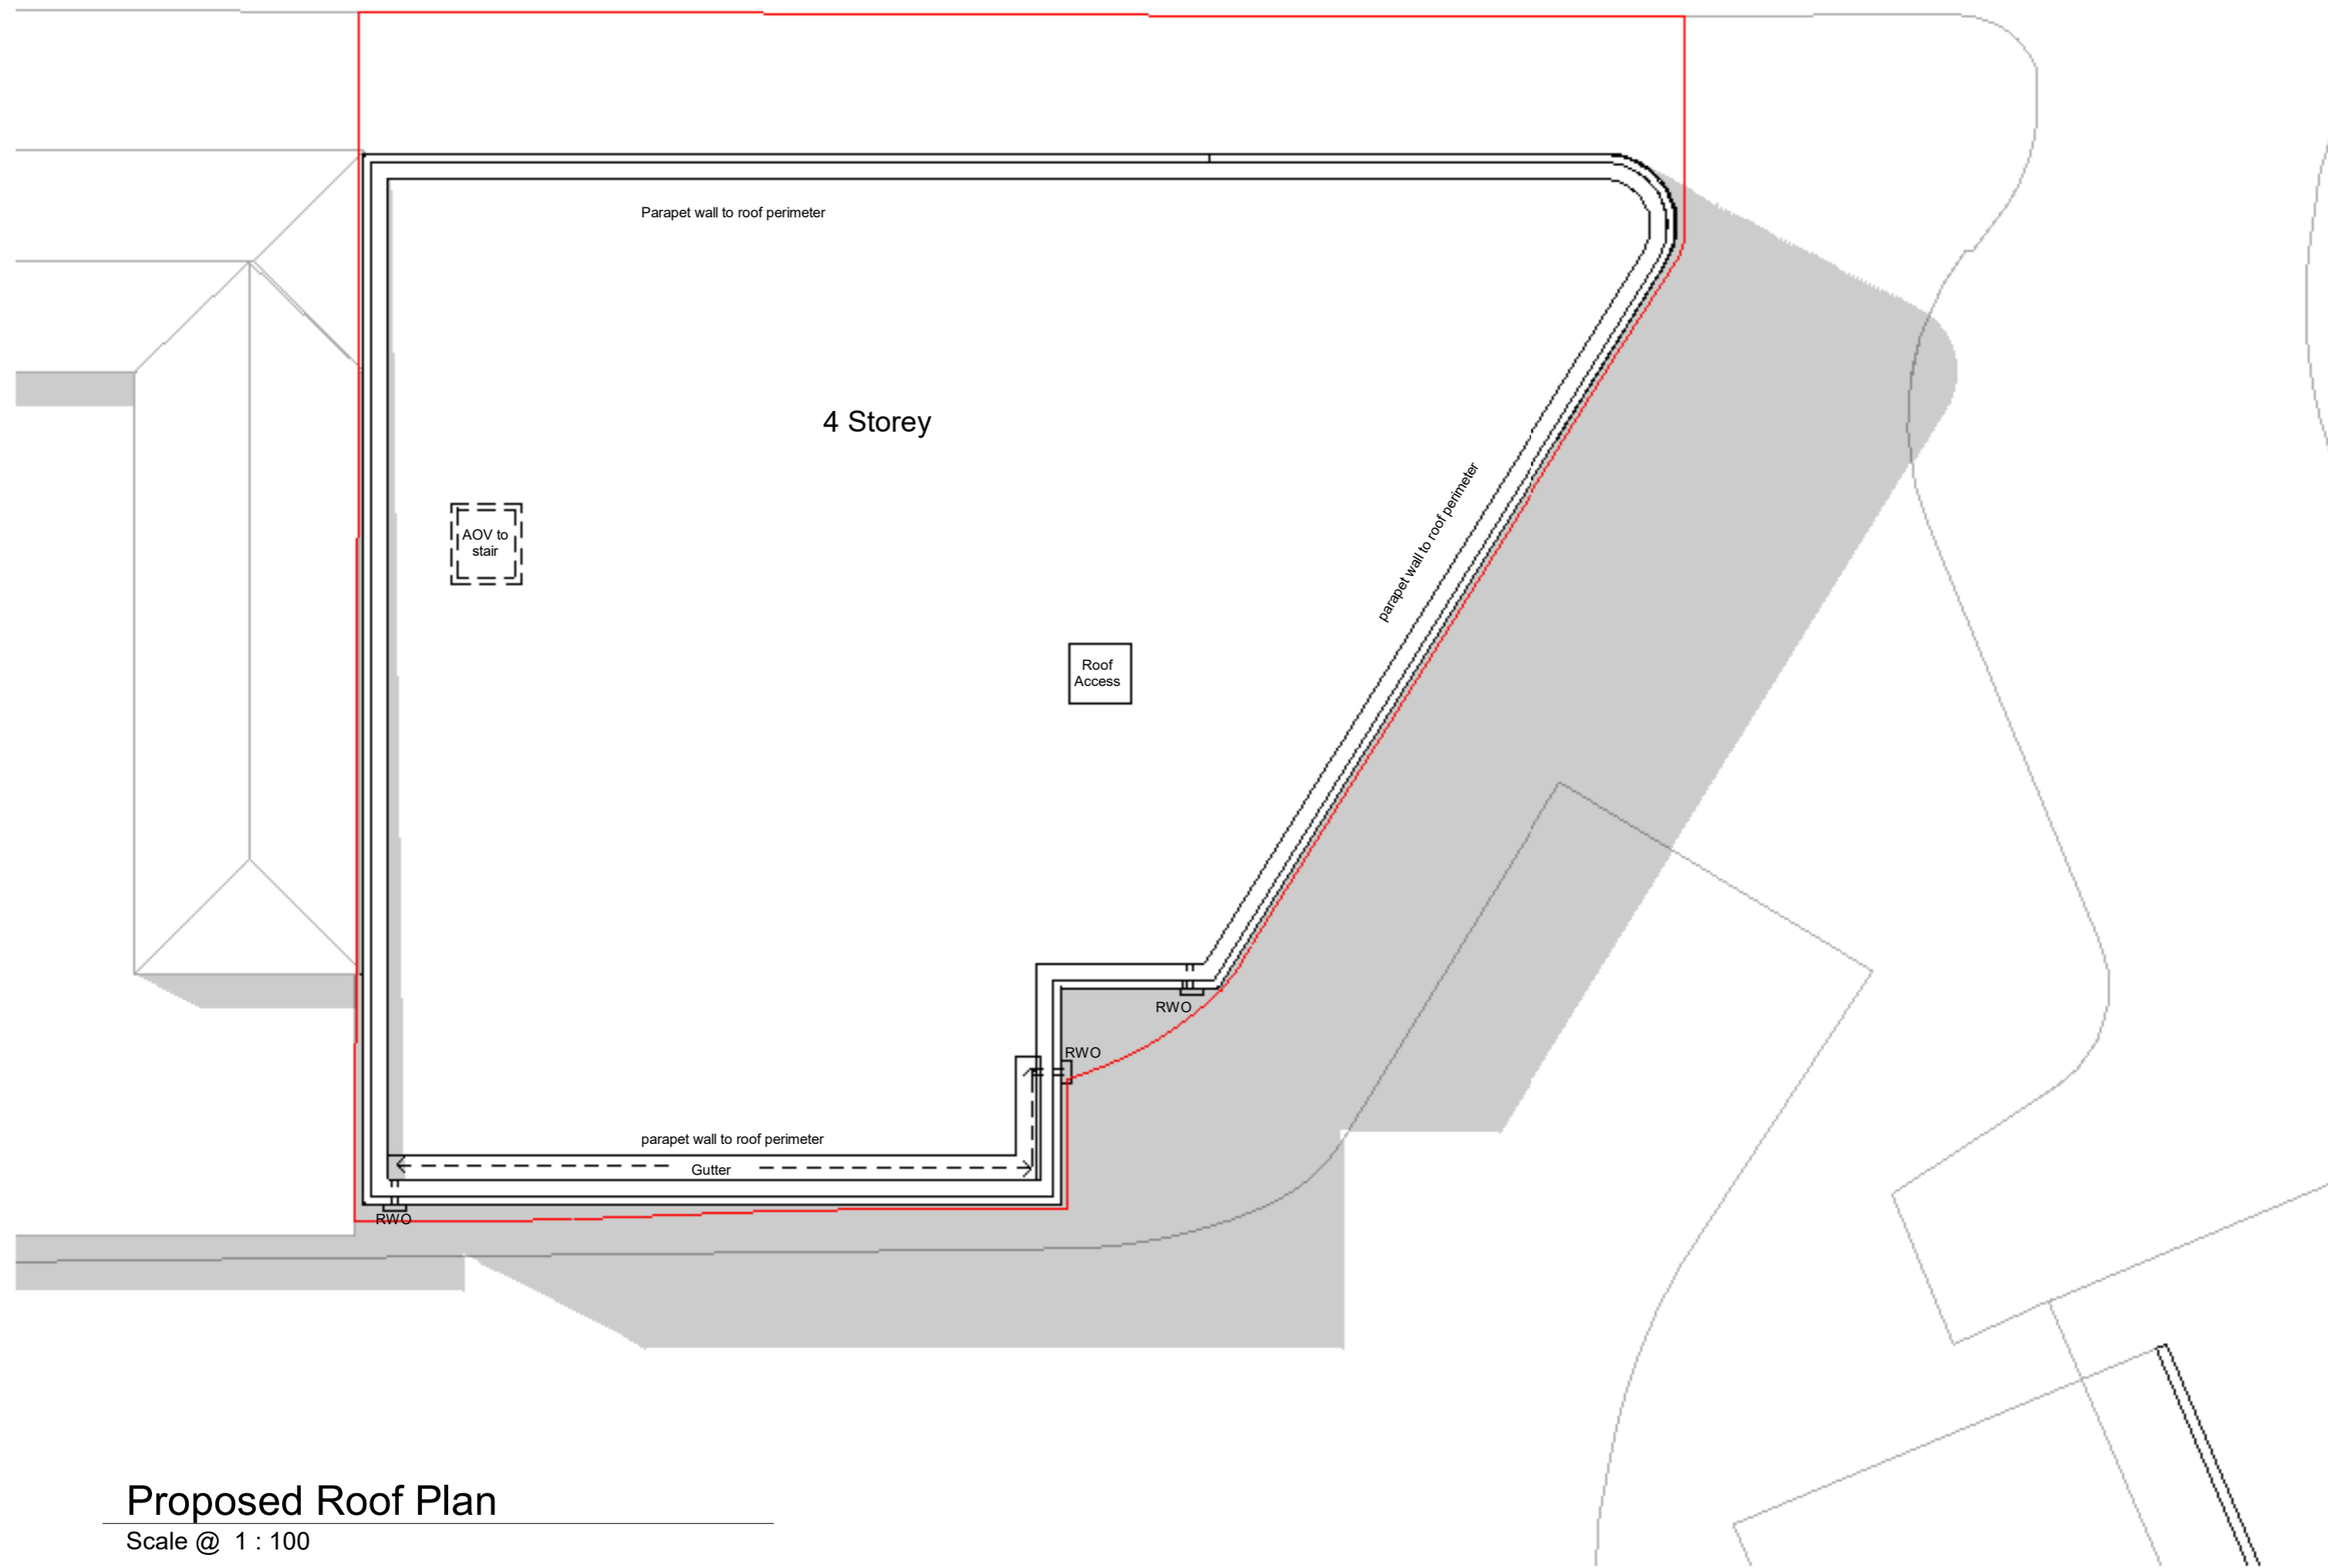 Parapet wall to roof perimeter
4 Storey
parapet wall to roof perimeter
AOV to
stair
Roof
Access
RWO
RWO
parapet wall to roof perimeter
Gutter
RWO
Proposed Roof Plan
Scale @ 1 : 100